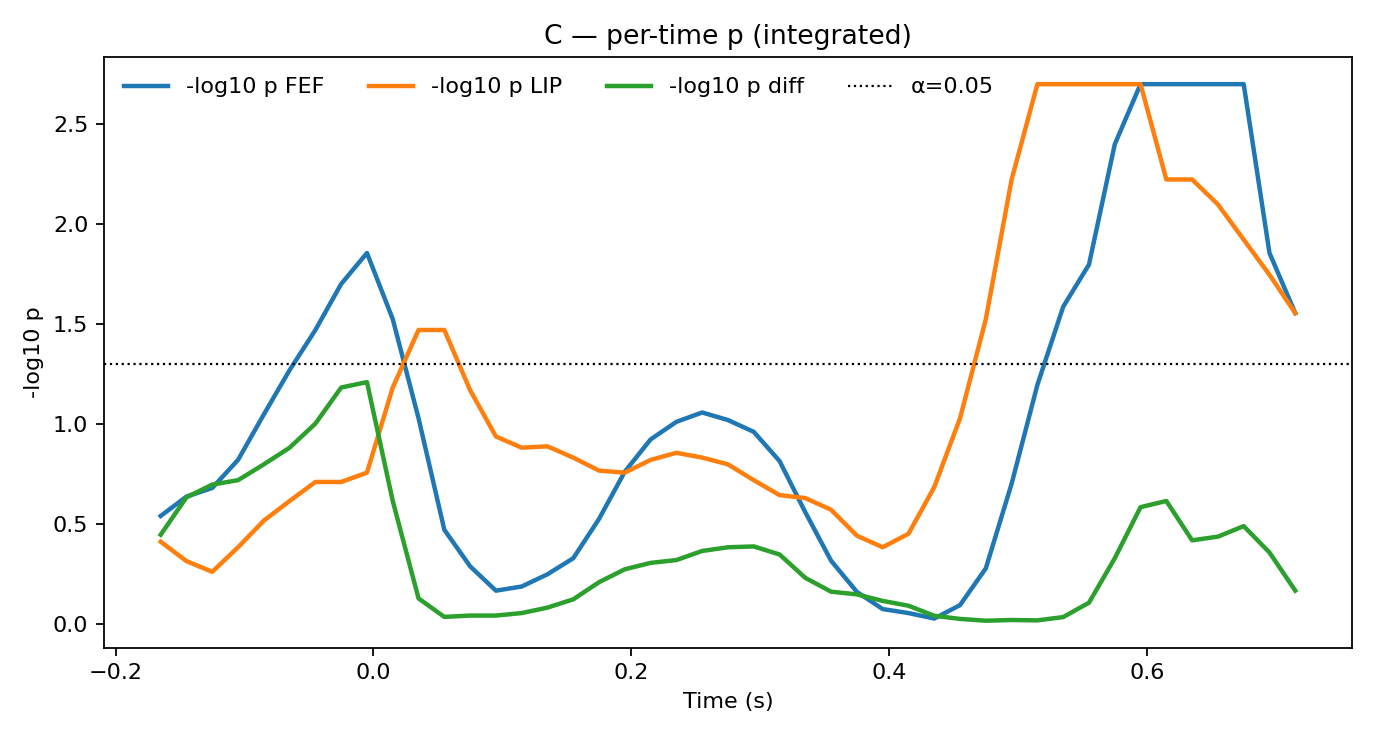 C — per-time p (integrated)
-log10 p FEF
-log10 p LIP
-log10 p diff
α=0.05
-log10 p
2.5
2.0
1.5
1.0
0.5
0.0
−0.2
0.0
0.2
0.4
0.6
Time (s)